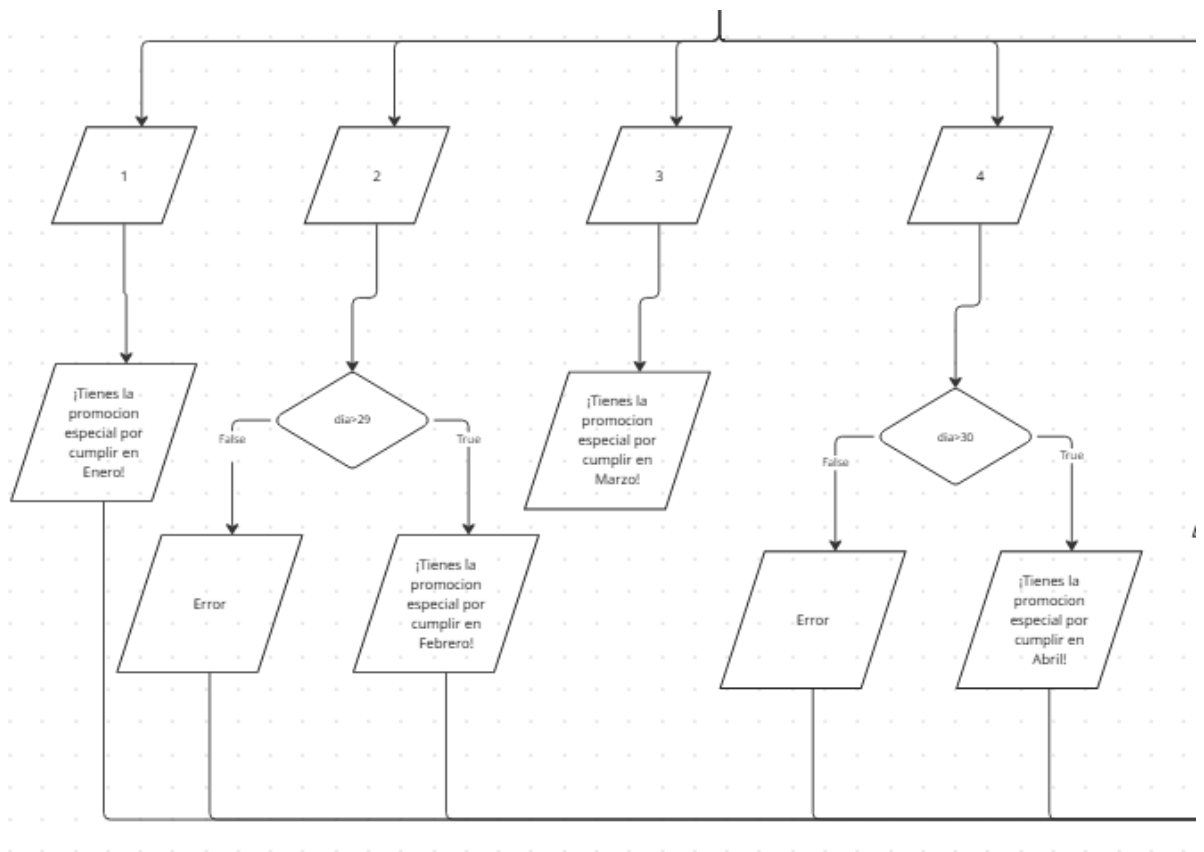 1
2
3
4
¡Tienes la
promocion
especial por
cumplir en
Enero!
dia>29
False
True
¡Tienes la
promocion
especial por
cumplir en
Marzo!
dia>30
False
True
Error
¡Tienes la
promocion
especial por
cumplir en
Febrero!
Error
¡Tienes la
promocion
especial por
cumplir en
Abril!